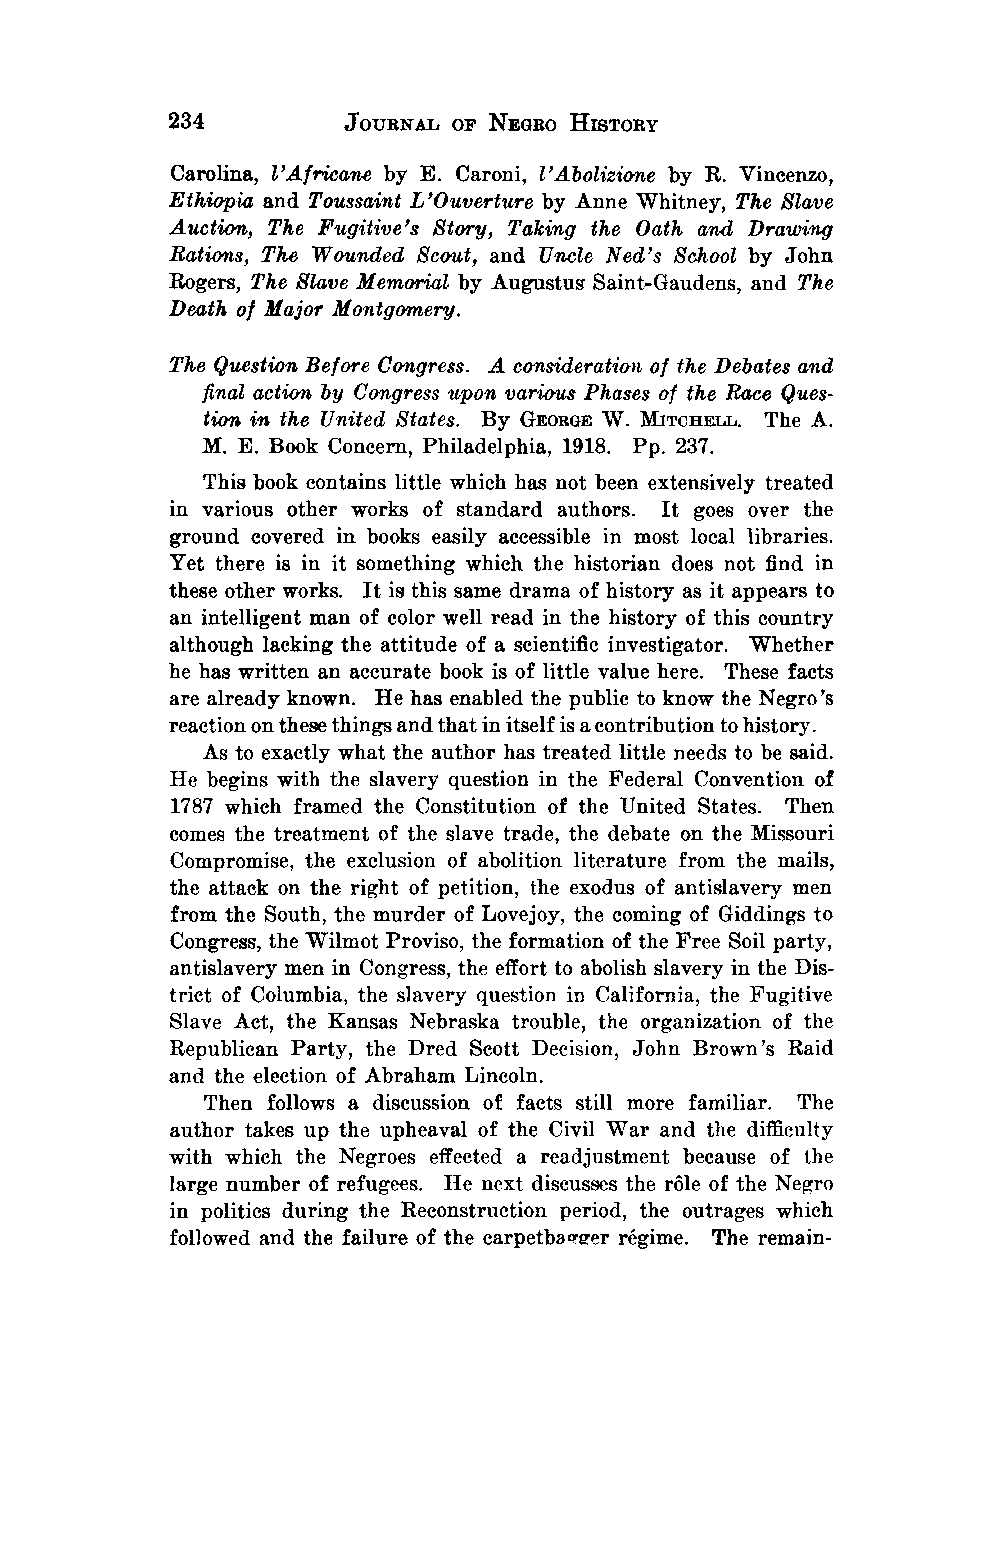 234 JOURNAL OF NEGRO HISTORY
Carolina, l'Africane by E. Caroni, l'Abolizione by R. Vincenzo,
Ethiopia and Toussaint L'Ouverture by Anne Whitney, The Slave
Auction, The Fugitive's Story, Taking the Oath and Drawing
Rations, The Wounded Scout, and Uncle Ned's School by John
Rogers, The Slave Memorial by Augustus Saint-Gaudens, and The
Death of Major Montgomery.
The Question Before Congress. A consideration of the Debates and
final action by Congress upon various Phases of the Race Ques-
tion in the United States. By GEORGE W. MITCHELL. The A.
M. E. Book Concern, Philadelphia, 1918. Pp. 237.
This book contains little which has not been extensively treated
in various other works of standard authors. It goes over the
ground covered in books easily accessible in most local libraries.
Yet there is in it something which the historian does not find in
these other works. It is this same drama of history as it appears to
an intelligent man of color well read in the history of this country
although lacking the attitude of a scientific investigator. Whether
he has written an accurate book is of little value here. These facts
are already known. He has enabled the public to know the Negro's
reaction on these things and that in itself is a contribution to history.
As to exactly what the author has treated little needs to be said.
He begins with the slavery question in the Federal Convention of
1787 which framed the Constitution of the United States. Then
comes the treatment of the slave trade, the debate on the Missouri
Compromise, the exclusion of abolition literature from the mails,
the attack on the right of petition, the exodus of antislavery men
from the South, the murder of Lovejoy, the coming of Giddings to
Congress, the Wilmot Proviso, the formation of the Free Soil party,
antislavery men in Congress, the effort to abolish slavery in the Dis-
trict of Columbia, the slavery question in California, the Fugitive
Slave Act, the Kansas Nebraska trouble, the organization of the
Republican Party, the Dred Scott Decision, John Brown's Raid
and the election of Abraham Lincoln.
Then follows a discussion of facts still more familiar. The
author takes up the upheaval of the Civil War and the difficulty
with which the Negroes effected a readjustment because of the
large number of refugees. He next discusses the rôle of the Negro
in politics during the Reconstruction period, the outrages which
followed and the failure of the carpetbagger régime. The remain-